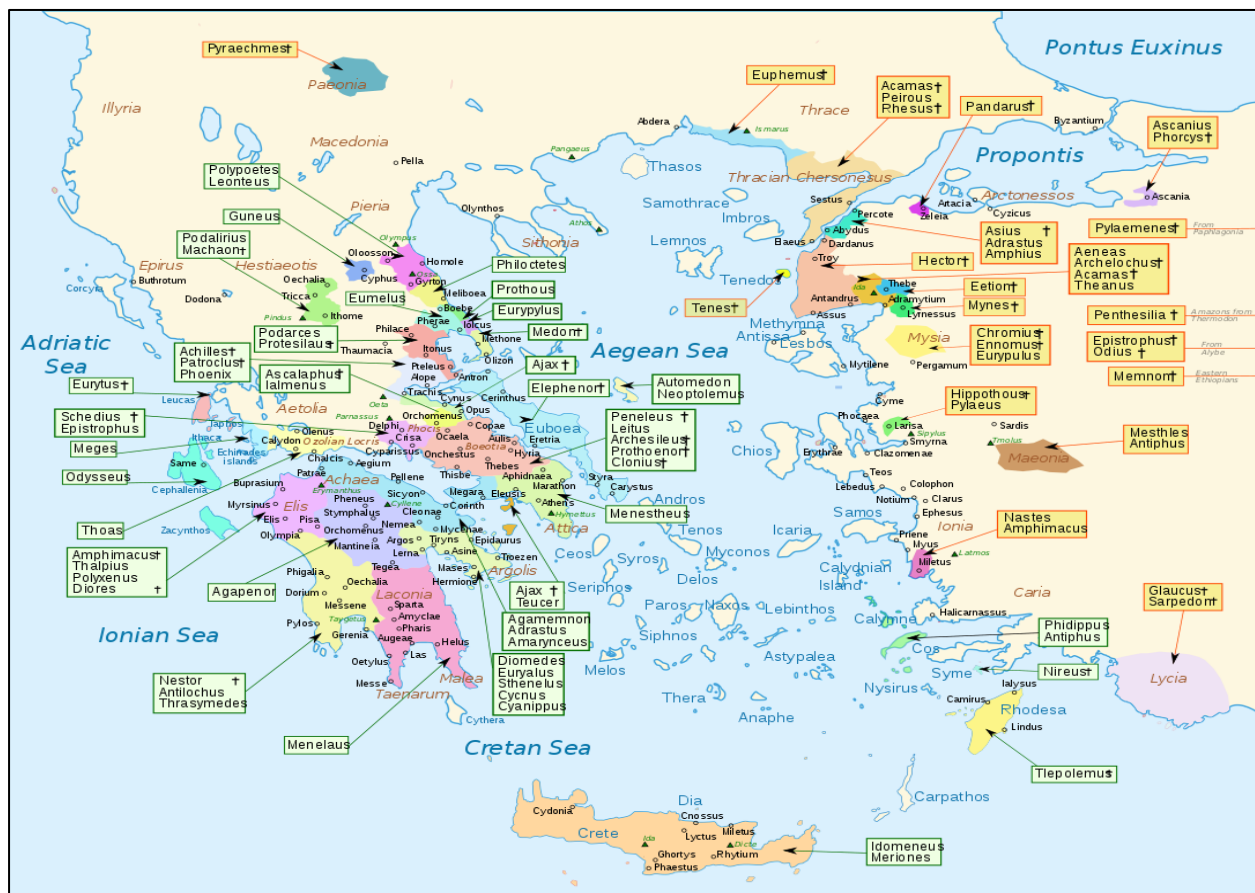 Pontus Euxinus
Pyraechmes†
Paeonia
Illyria
Macedonia
Pella
Euphemus†
Thrace
Acamas†
Peirous
Rhesus†
Pandarus†
Byzantium
Ascanius
Phorcys†
Abdera
Ismarus
Pangaeus
Thasos
Thracian Chersonesus
Propontis
Arctonessos
Ascania
Polypoetes
Leonteus
Pieria
Olynthos
Samothrace
Sestus
Percote
Artacia
Zeleia
Cyzicus
Guneus
Athos
Sithonia
Imbros
Abydus
Pylaemenes†
From Paphlagonia
Podalirius
Machaon†
Olympus
Oloosson
Homole
Lemnos
Elaeus
Dardanus
Asius †
Adrastus
Amphius
Epirus
Hestiaeotis
Ossa
Cyphus
Gyrton
Philoctetes
Troy
Hector†
Aeneas
Archelochus†
Acamas†
Theanus
Buthrotum
Corcyra
Dodona
Oechalia
Tricca
Meliboea
Prothous
Tenedos
Ida
Thebe
Eetion†
Eumelus
Boebe
Eurypylus
Tenes†
Antandrus
Adramytium
Mynes†
Pindus
Ithome
Pherae
Iolcus
Medon†
Assus
Lyrnessus
Penthesilia †
Amazons from Thermodon
Podarces
Protesilaus†
Philace
Methone
Methymna
Antissa
Lesbos
Mysia
Chromius†
Ennomus†
Eurypulus
Epistrophus†
Odius †
From Alybe
Adriatic Sea
Thaumacia
Itonus
Olizon
Aegean Sea
Mytilene
Pergamum
Memnon†
Eastern Ethiopians
Achilles†
Patroclus†
Phoenix
Pteleus
Alope
Antron
Ajax†
Eurytus†
Leucas
Ascalaphus†
Ialmenus
Trachis
Cynus
Cerinthus
Elephenor†
Automedon
Neoptolemus
Cyme
Hippothous†
Pylaeus
Schedius †
Epistrophus
Aetolia
Oeta
Parnassus
Orchomenus
Opus
Euboea
Peneleus †
Leitus
Archesileus†
Prothoenor†
Clonius†
Phocaea
Larisa
Sardis
Taphos
Olenus
Delphi
Phocis
Copae
Sipylus
Smyrna
Tmolus
Mesthles
Antiphus
Meges
Ithaca
Echinades islands
Calydon
Ozolian Locris
Crisa
Ocaela
Boeotia
Aulis
Eretria
Chios
Erythrae
Clazomenae
Maeonia
Odysseus
Same
Cephallenia
Chalcis
Aegium
Cyparissus
Onchestus
Hyria
Thebes
Teos
Patrae
Achaea
Pellene
Thisbe
Aphidnaea
Styra
Carystus
Lebedus
Colophon
Buprasium
Erymanthus
Sicyon
Megara
Eleusis
Marathon
Andros
Notium
Clarus
Ephesus
Nastes
Amphimacus
Thoas
Zacynthos
Myrsinus
Elis
Pheneus
Cyllene
Corinth
Athens
Menestheus
Samos
Elis
Pisa
Stymphalus
Cleonae
Hymettus
Attica
Tenos
Icaria
Priene
Ionia
Amphimacus†
Thalpius
Polyxenus
Diores †
Olympia
Orchomenus
Nemea
Mycenae
Ceos
Syros
Myconos
Myus
Latmos
Mantineia
Argos
Tiryns
Epidaurus
Miletus
Agapenor
Tegea
Lerna
Asine
Troezen
Delos
Calydnian Island
Phigalia
Mases
Hermione
Argolis
Seriphos
Caria
Oechalia
Dorium
Laconia
Ajax †
Teucer
Paros
Naxos
Lebinthos
Calymne
Halicarnassus
Glaucus†
Sarpedon†
Messene
Sparta
Amyclae
Agamemnon
Adrastus
Amarynceus
Siphnos
Phidippus
Antiphus
Ionian Sea
Pylos
Taygetus
Pharis
Gerenia
Augeae
Helus
Diomedes
Euryalus
Sthenelus
Cycnus
Cyanippus
Melos
Astypalea
Cos
Oetylus
Las
Nysirus
Syme
Nireus†
Lycia
Nestor †
Antilochus
Thrasymedes
Messe
Taenarum
Malea
Thera
Camirus
Ialysus
Rhodesa
Cythera
Anaphe
Lindus
Menelaus
Cretan Sea
Tlepolemus†
Carpathos
Dia
Cydonia
Cnossus
Crete
Lyctus
Miletus
Ida
Dicte
Idomeneus
Meriones
Ghortys
Rhytium
Phaestus